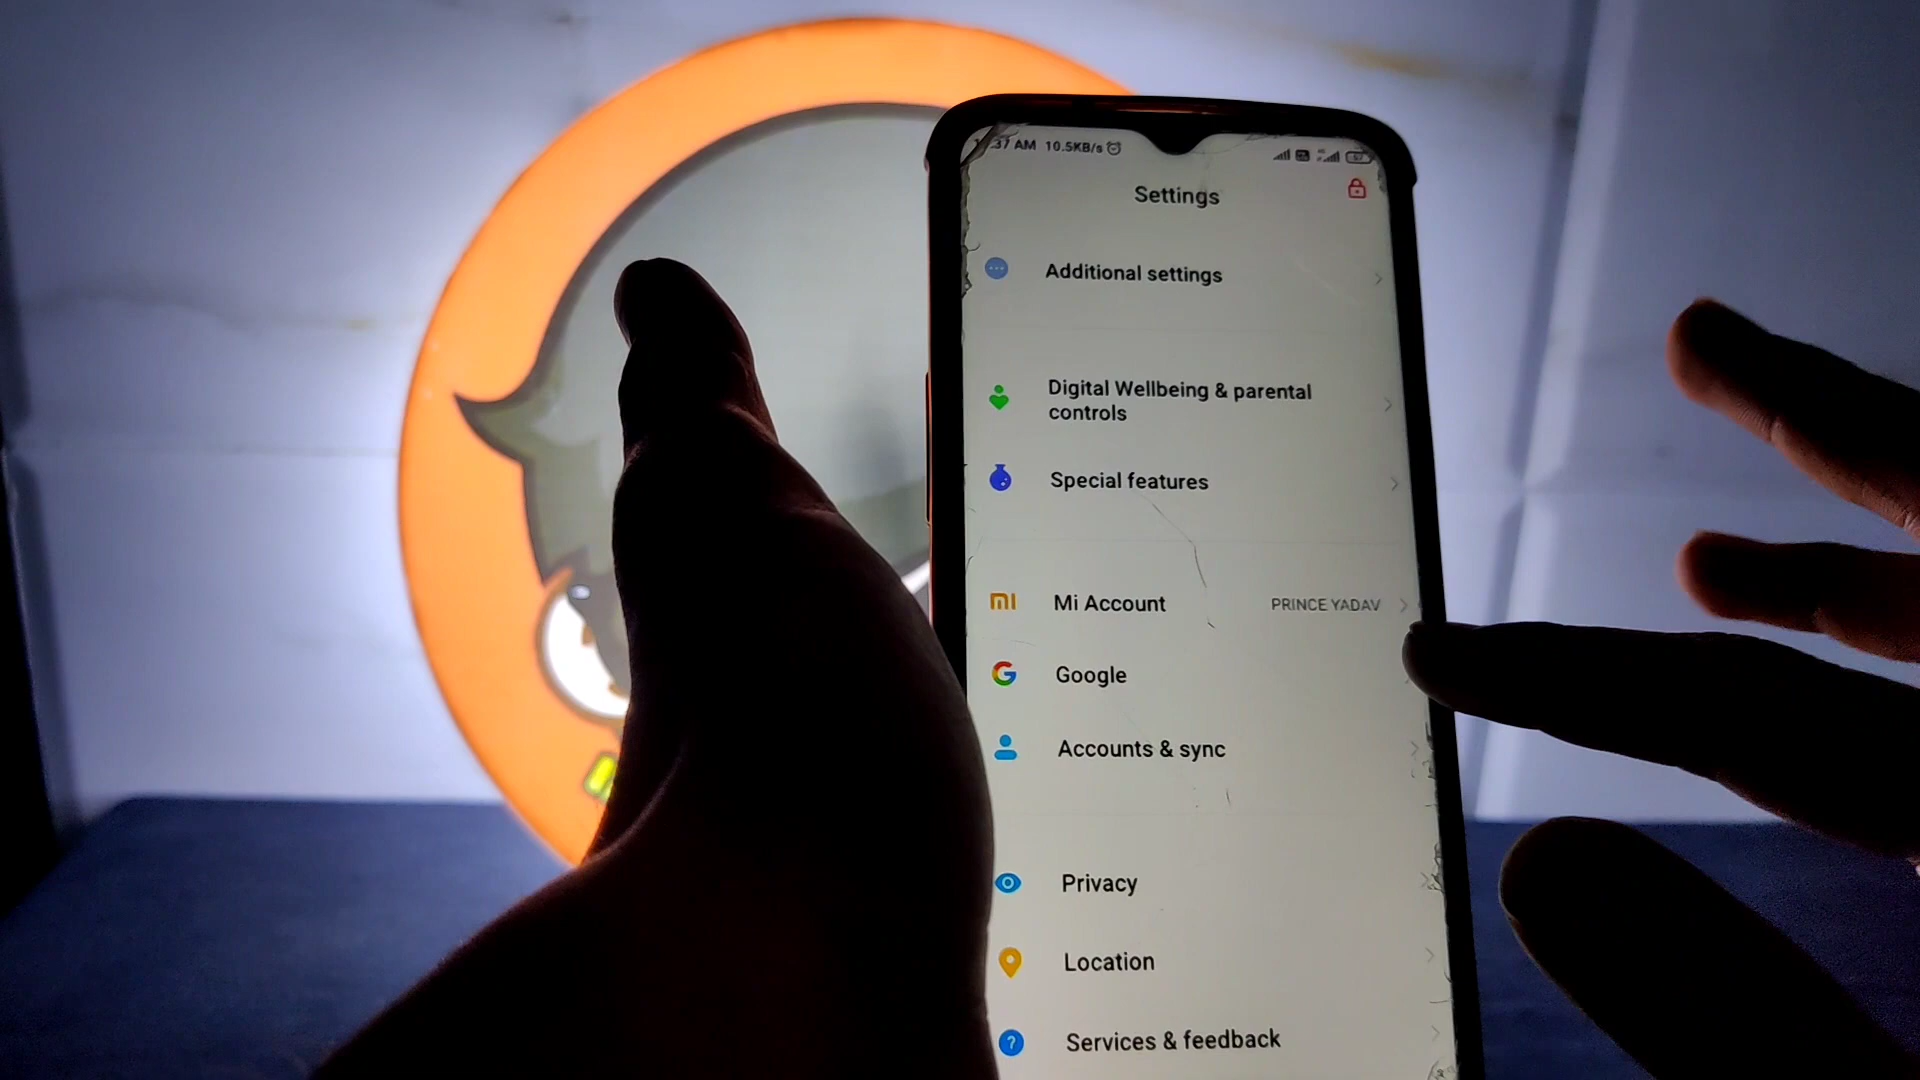 :37 AM 10.5KB/s
Settings
Additional settings
Digital Wellbeing & parental
controls
Special features
Mi Account PRINCE YADAV
Google
Accounts & sync
Privacy
Location
Services & feedback